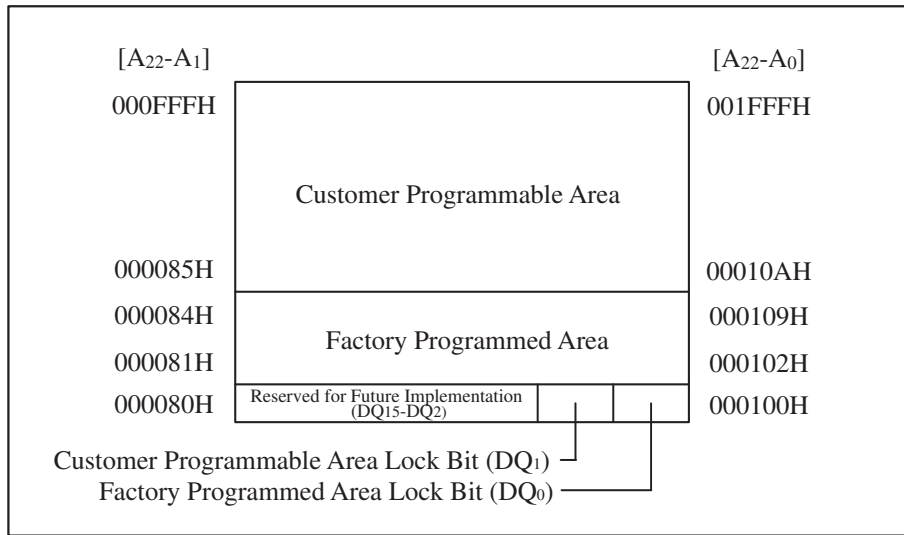 [A22-A1] [A22-A0]
000FFFH 001FFFH
Customer Programmable Area
000085H 00010AH
000084H 000109H
Factory Programmed Area
000081H 000102H
Reserved for Future Implementation
(DQ15-DQ2)
000080H 000100H
Customer Programmable Area Lock Bit (DQ1)
Factory Programmed Area Lock Bit (DQ0)